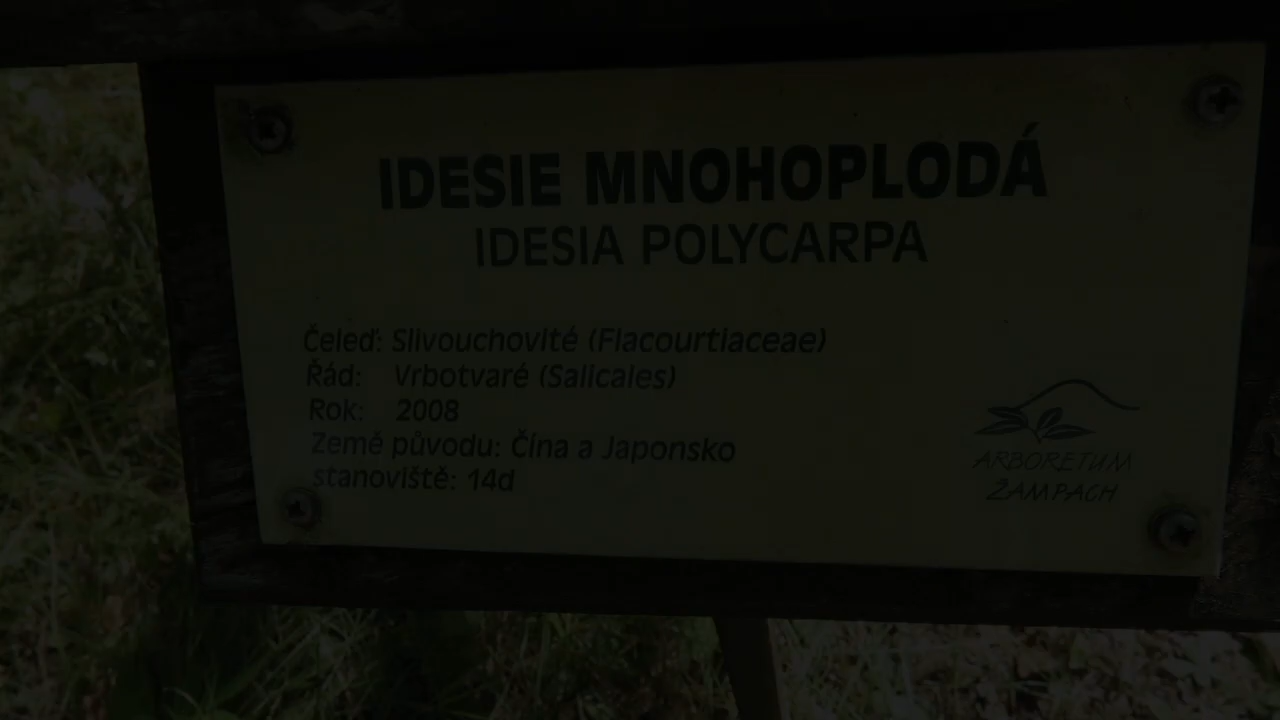 IDESIE MNOHOPLODÁ
IDESIA POLYCARPA
Čeleď: Slivouchovité (Flacourtiaceae)
Řád: Vrbotvaré (Salicales)
Rok: 2008
Země původu: Čína a Japonsko
stanoviště: 14d
ARBORETUM
ŽAMPACH